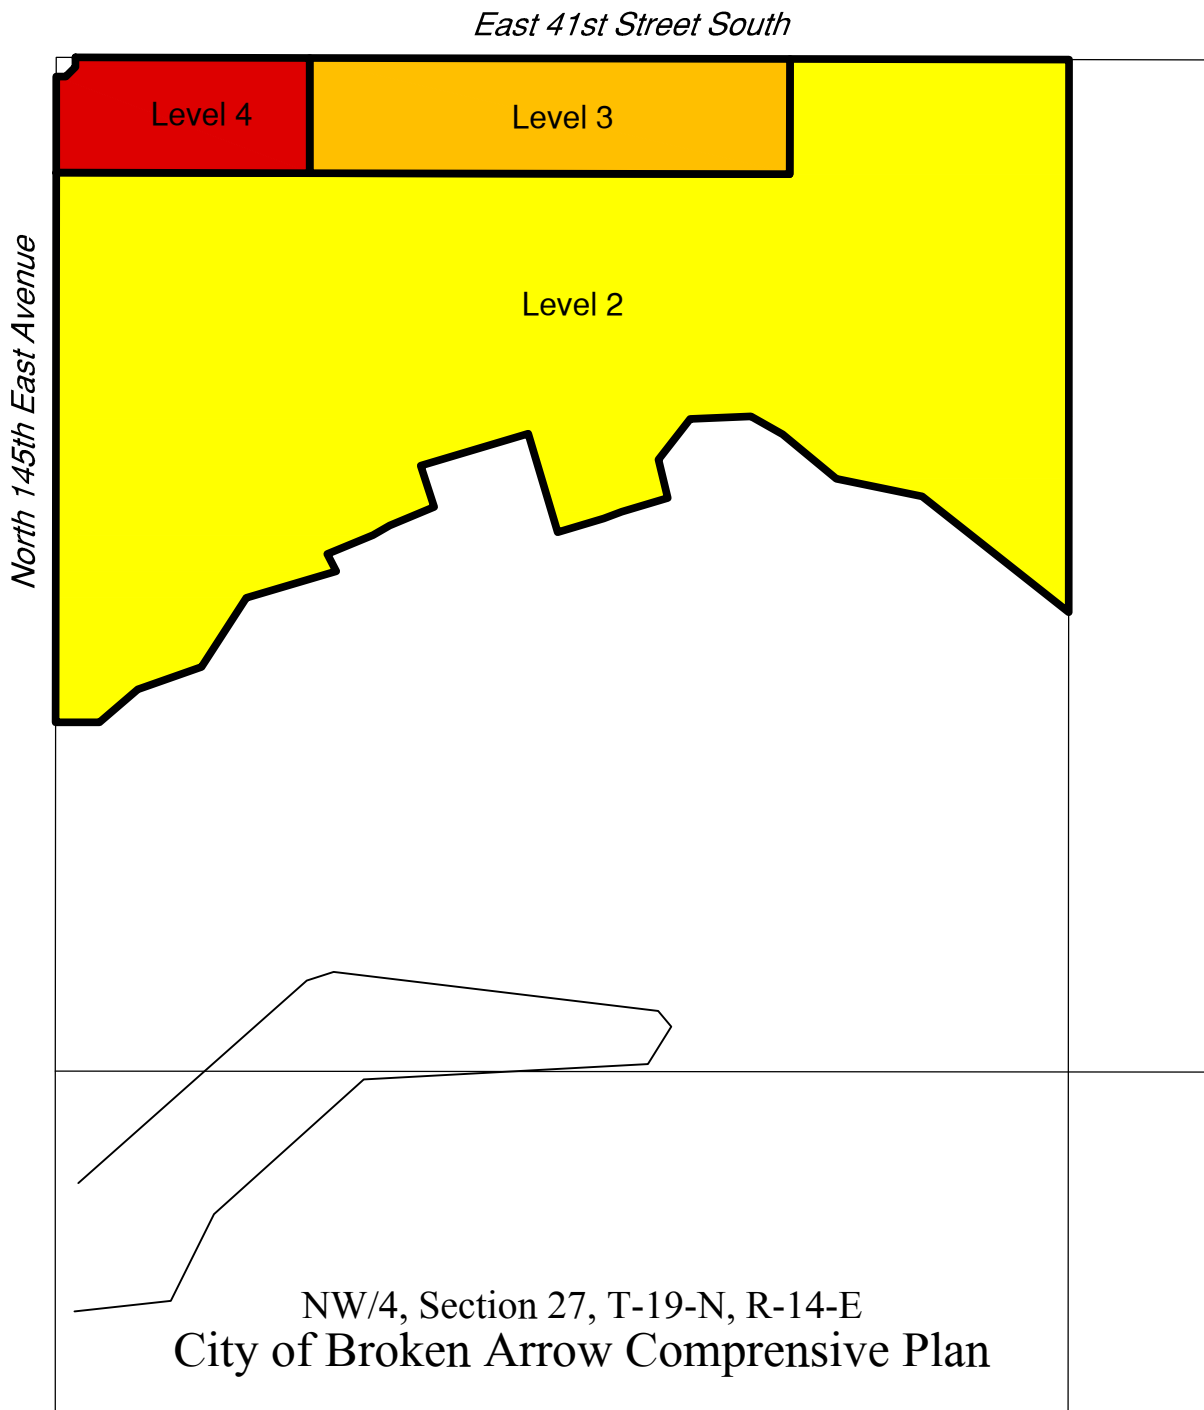 East 41st Street South
Level 4
Level 3
North 145th East Avenue
Level 2
NW/4, Section 27, T-19-N, R-14-E
City of Broken Arrow Comprensive Plan